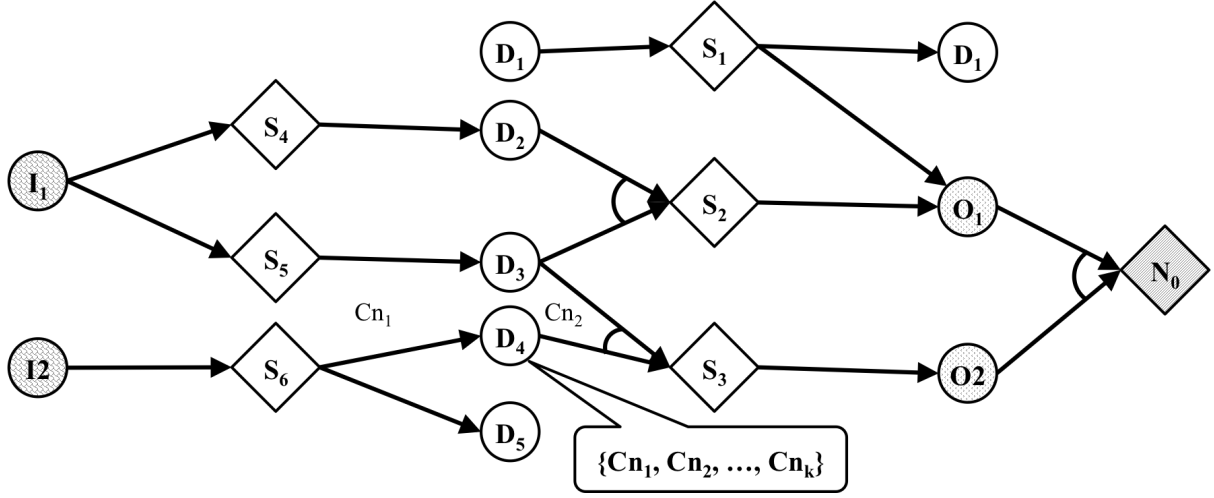 D₁
S₁
D₁
S₄
D₂
I₁
S₂
O₁
S₅
D₃
N₀
Cn₁
Cn₂
D₄
I2
S₆
S₃
O2
D₅
{Cn₁, Cn₂, ..., Cnₖ}